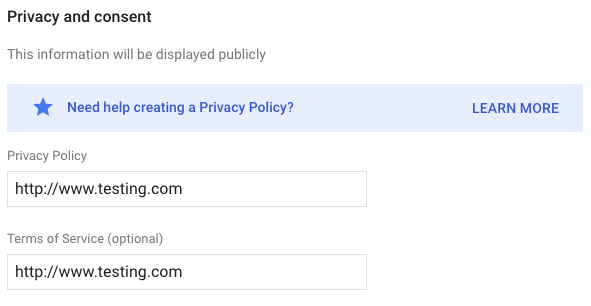 Privacy and consent
This information will be displayed publicly
Need help creating a Privacy Policy? LEARN MORE
Privacy Policy
http://www.testing.com
Terms of Service (optional)
http://www.testing.com